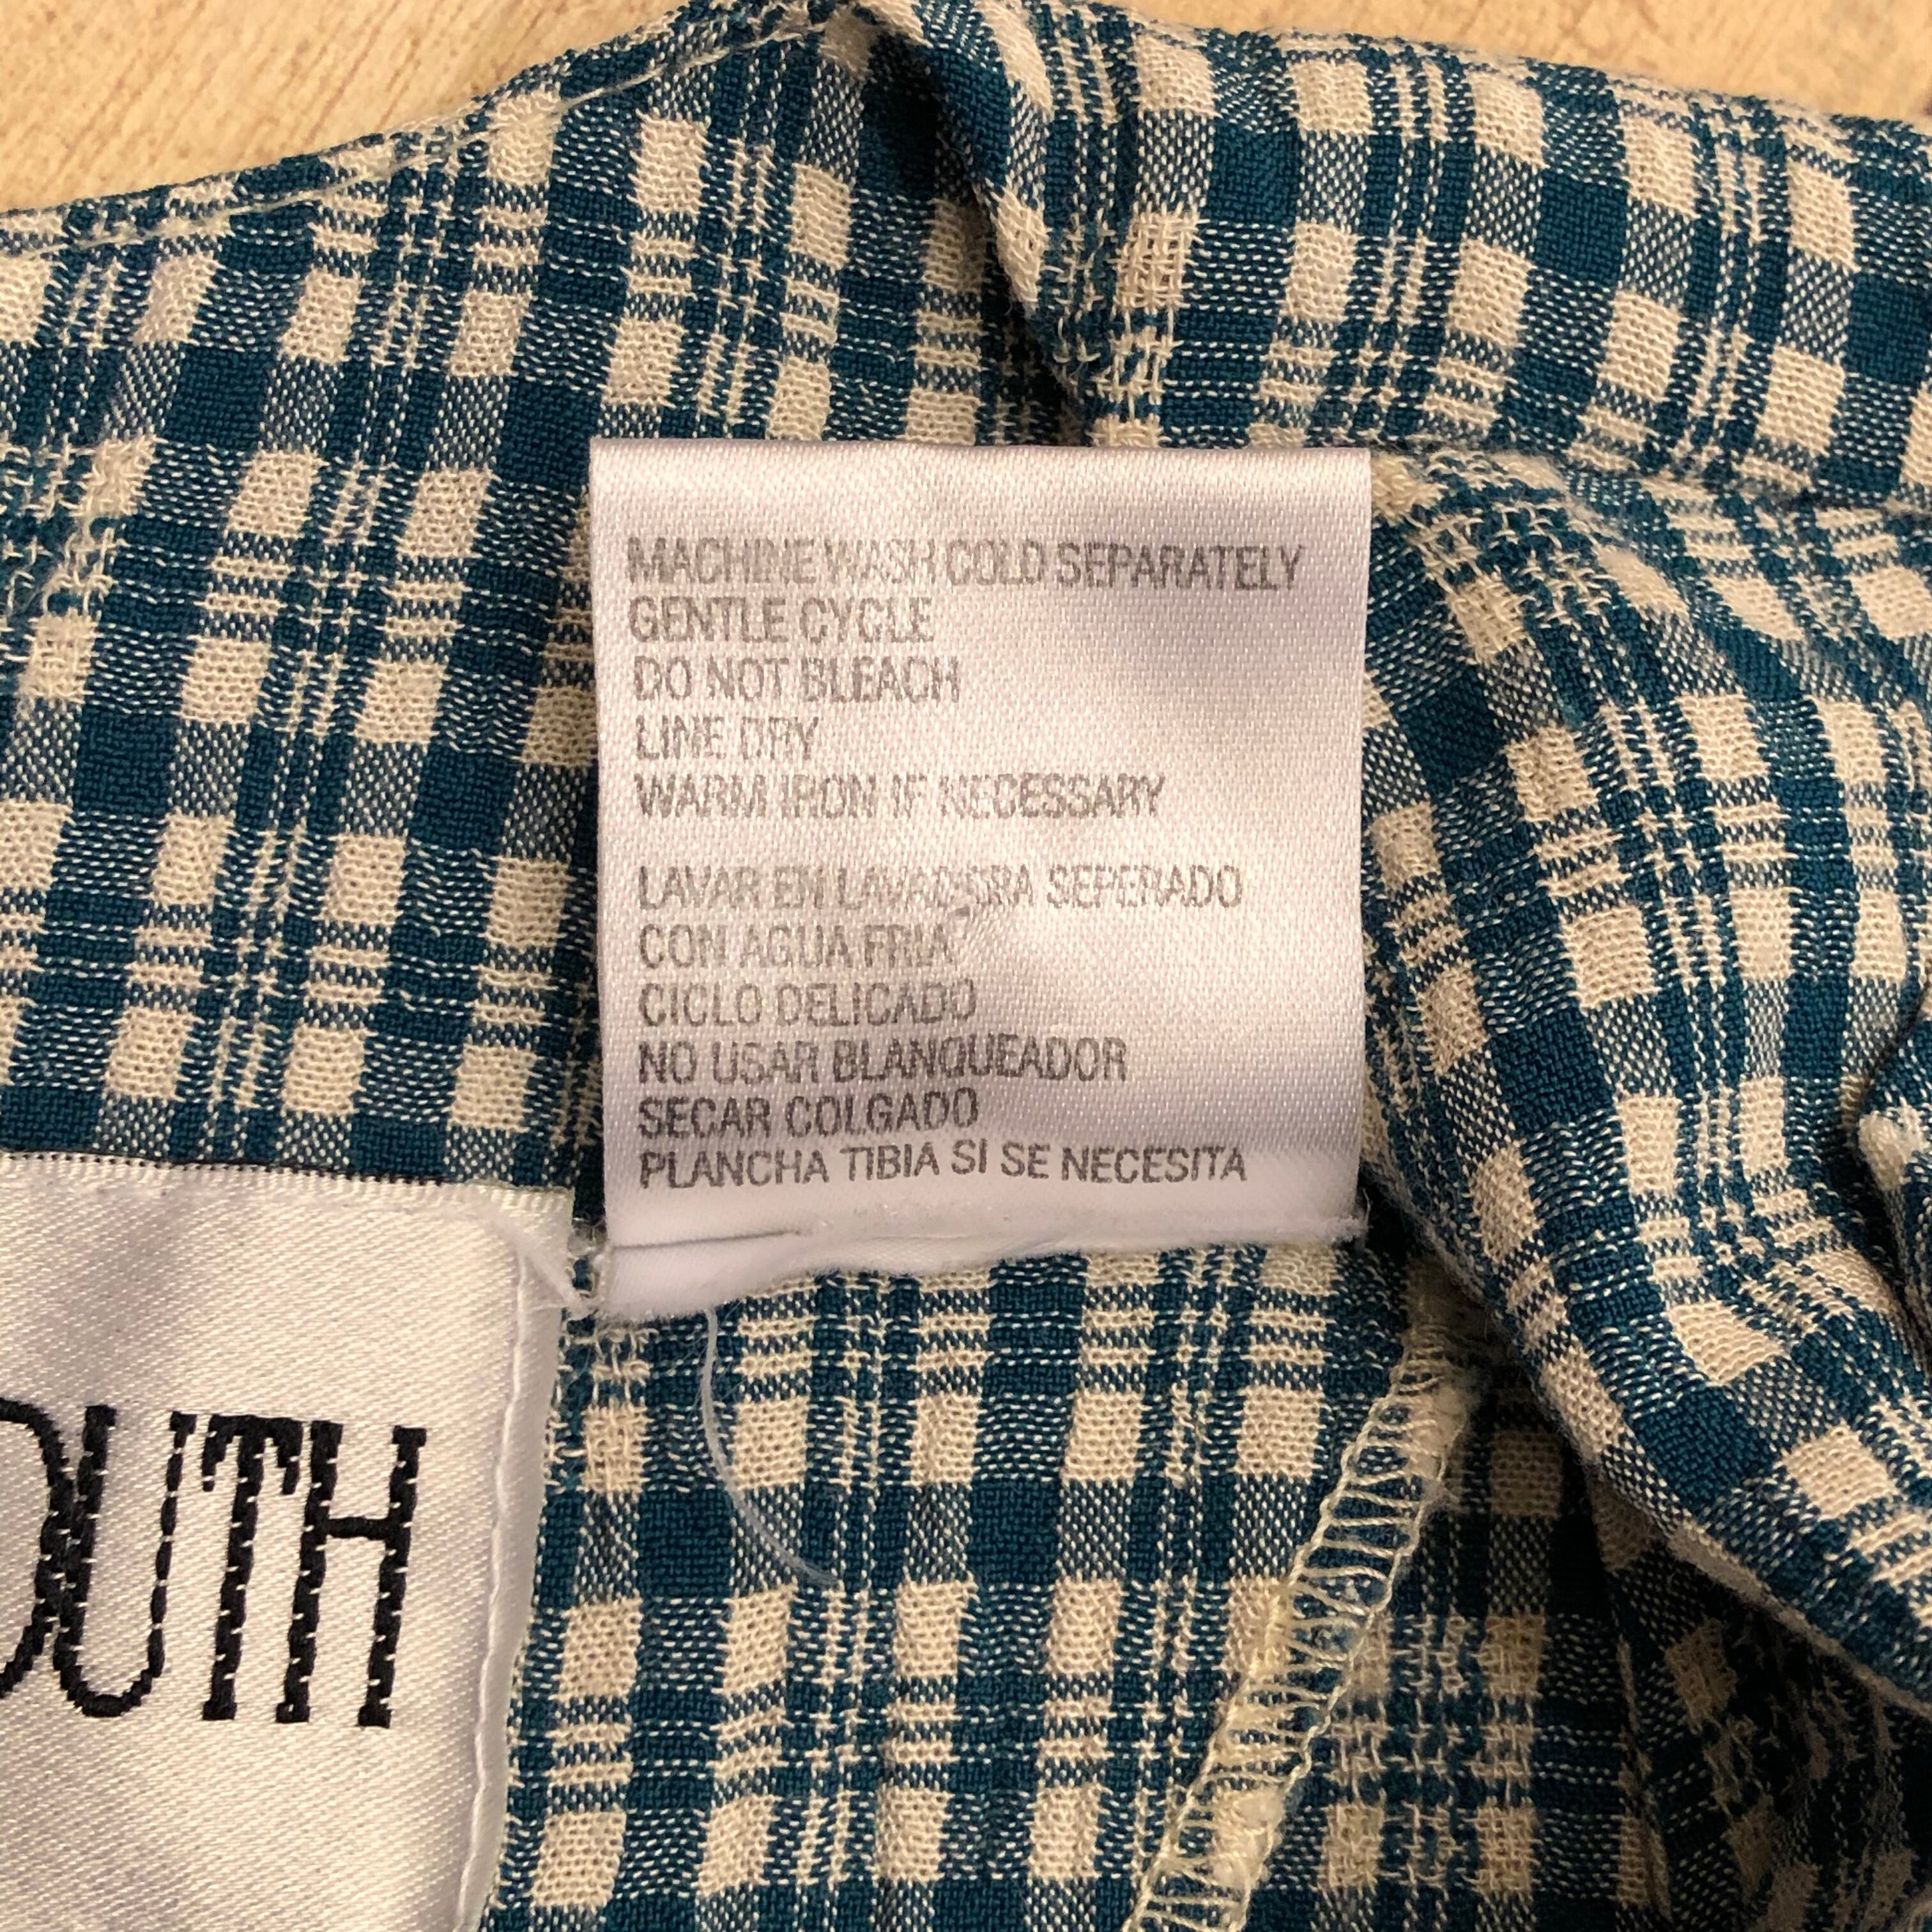 MACHINE WASH COLD SEPARATELY
GENTLE CYCLE
DO NOT BLEACH
LINE DRY
WARM IRON IF NECESSARY
LAVAR EN LAVADORA SEPERADO
CON AGUA FRIA
CICLO DELICADO
NO USAR BLANQUEADOR
SECAR COLGADO
PLANCHA TIBIA SI SE NECESITA
OUTH